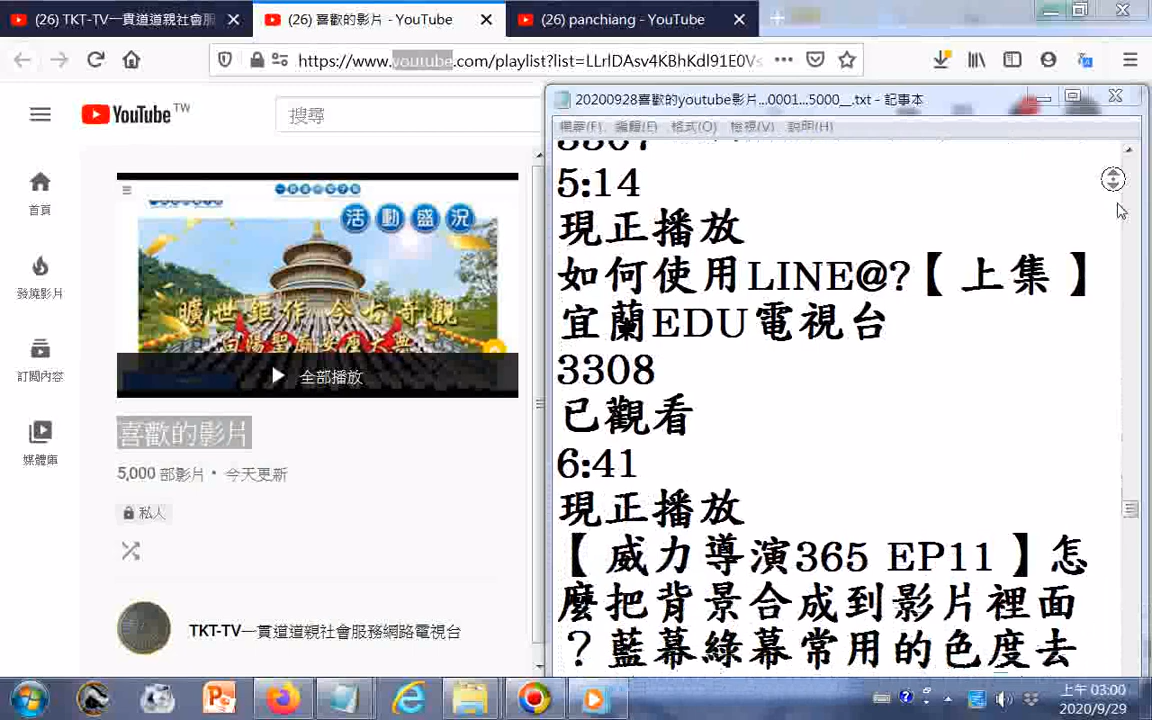 (26) TKT-TV一貫道道親社會服
(26) 喜歡的影片 - YouTube
(26) panchiang - YouTube
https://www.youtube.com/playlist?list=LLrlDAsv4KBhKdl91E0Vs
YouTube TW
搜尋
首頁
發燒影片
訂閱內容
媒體庫
活動盛況
曠世鉅作 今古奇觀
全部播放
喜歡的影片
5,000 部影片・今天更新
私人
TKT-TV一貫道道親社會服務網路電視台
20200928喜歡的youtube影片...0001...5000__.txt - 記事本
檔案(F) 編輯(E) 格式(O) 檢視(V) 說明(H)
3307
5:14
現正播放
如何使用LINE@?【上集】
宜蘭EDU電視台
3308
已觀看
6:41
現正播放
【威力導演365 EP11】怎
麼把背景合成到影片裡面
？藍幕綠幕常用的色度去
上午 03:00
2020/9/29